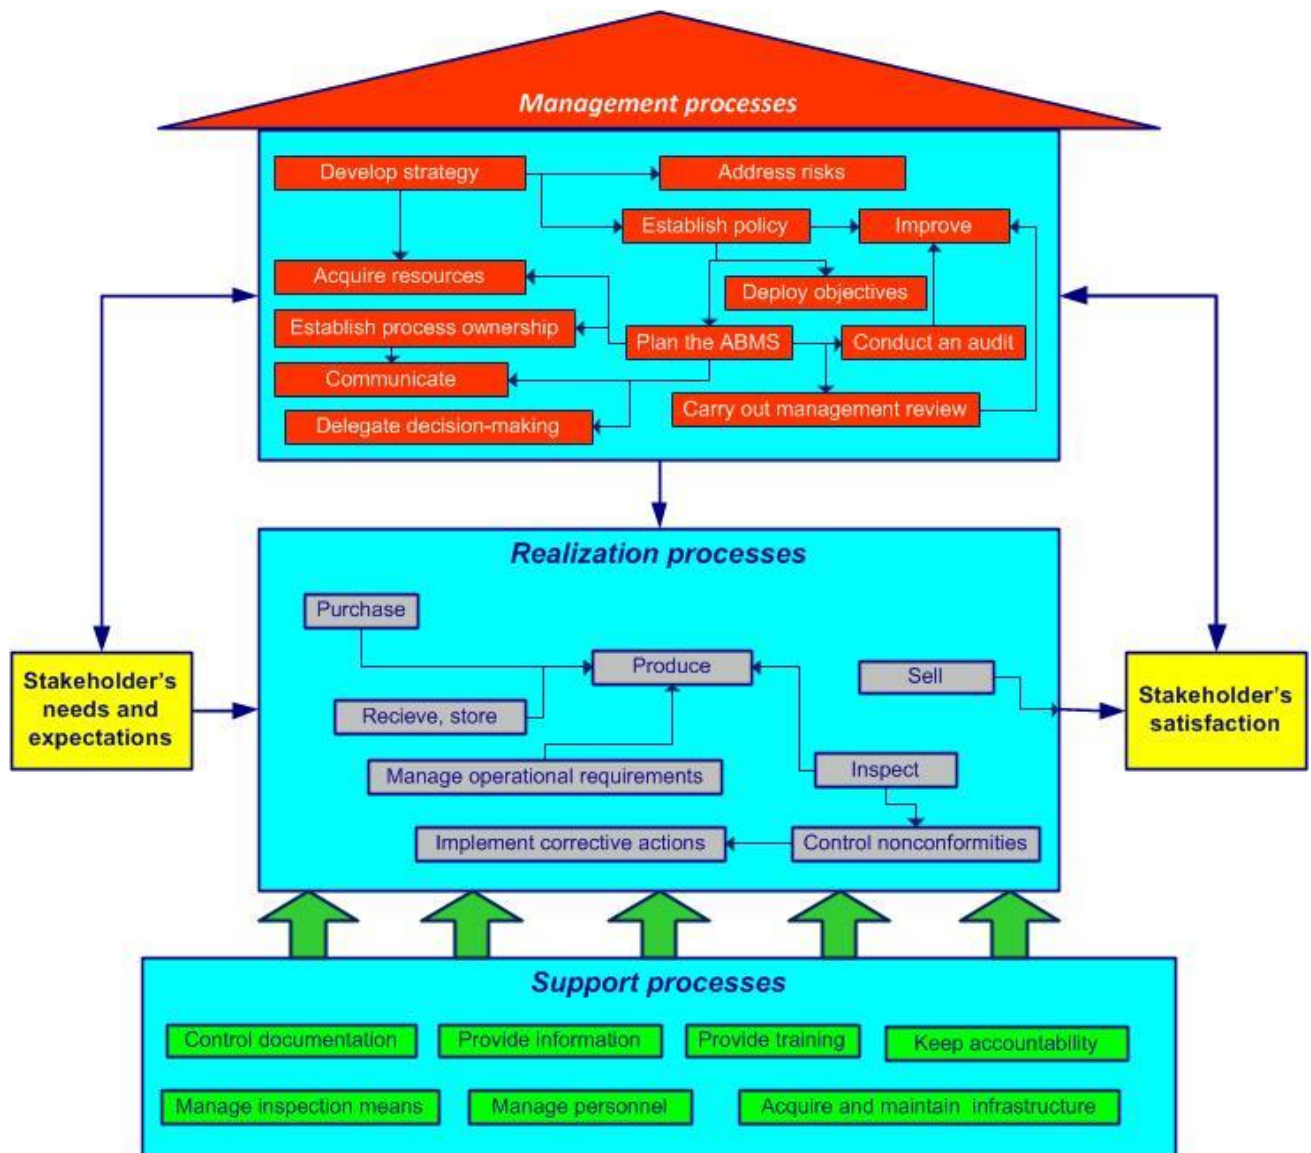 Management processes
Develop strategy
Address risks
Establish policy
Improve
Acquire resources
Deploy objectives
Establish process ownership
Plan the ABMS
Conduct an audit
Communicate
Carry out management review
Delegate decision-making
Realization processes
Purchase
Produce
Sell
Stakeholder's
needs and
expectations
Stakeholder's
satisfaction
Recieve, store
Manage operational requirements
Inspect
Implement corrective actions
Control nonconformities
Support processes
Control documentation
Provide information
Provide training
Keep accountability
Manage inspection means
Manage personnel
Acquire and maintain infrastructure